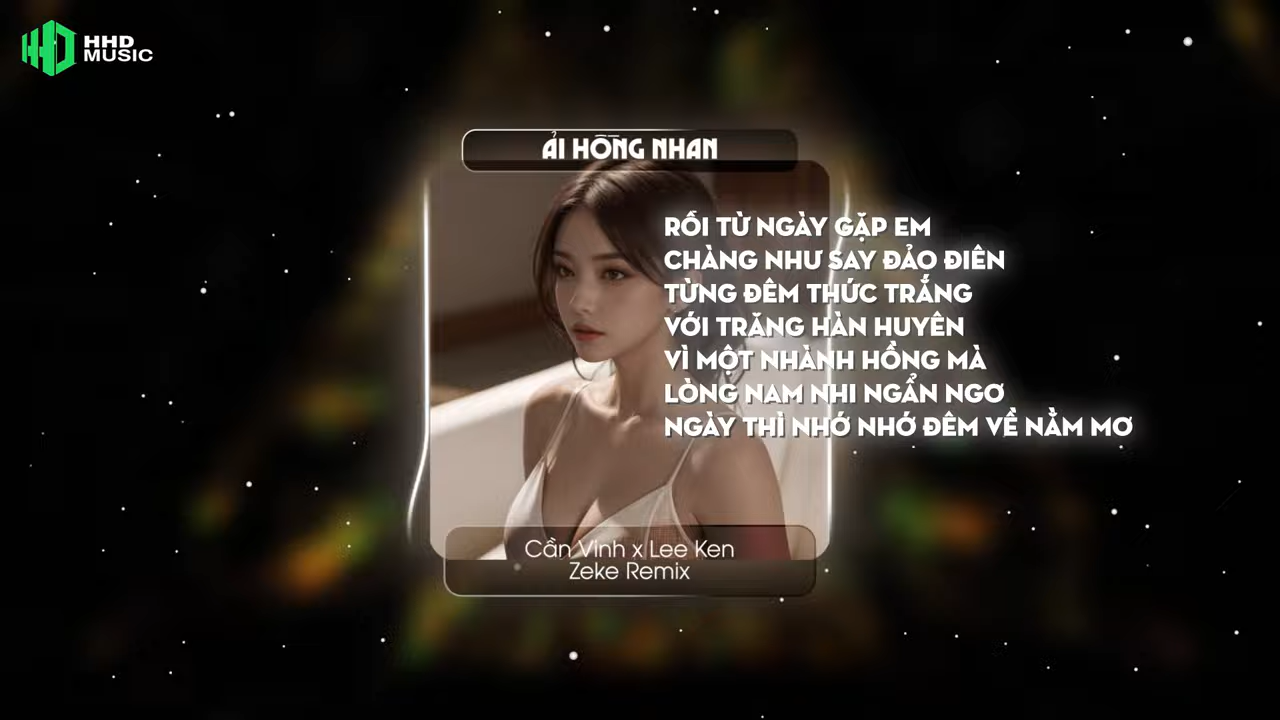 HHD
MUSIC
ẢI HỒNG NHAN
RỒI TỪ NGÀY GẶP EM
CHÀNG NHƯ SAY ĐẢO ĐIÊN
TỪNG ĐÊM THỨC TRẮNG
VỚI TRĂNG HÀN HUYÊN
VÌ MỘT NHÀNH HỒNG MÀ
LÒNG NAM NHI NGẨN NGƠ
NGÀY THÌ NHỚ NHỚ ĐÊM VỀ NẰM MƠ
Cần Vinh x Lee Ken
Zeke Remix